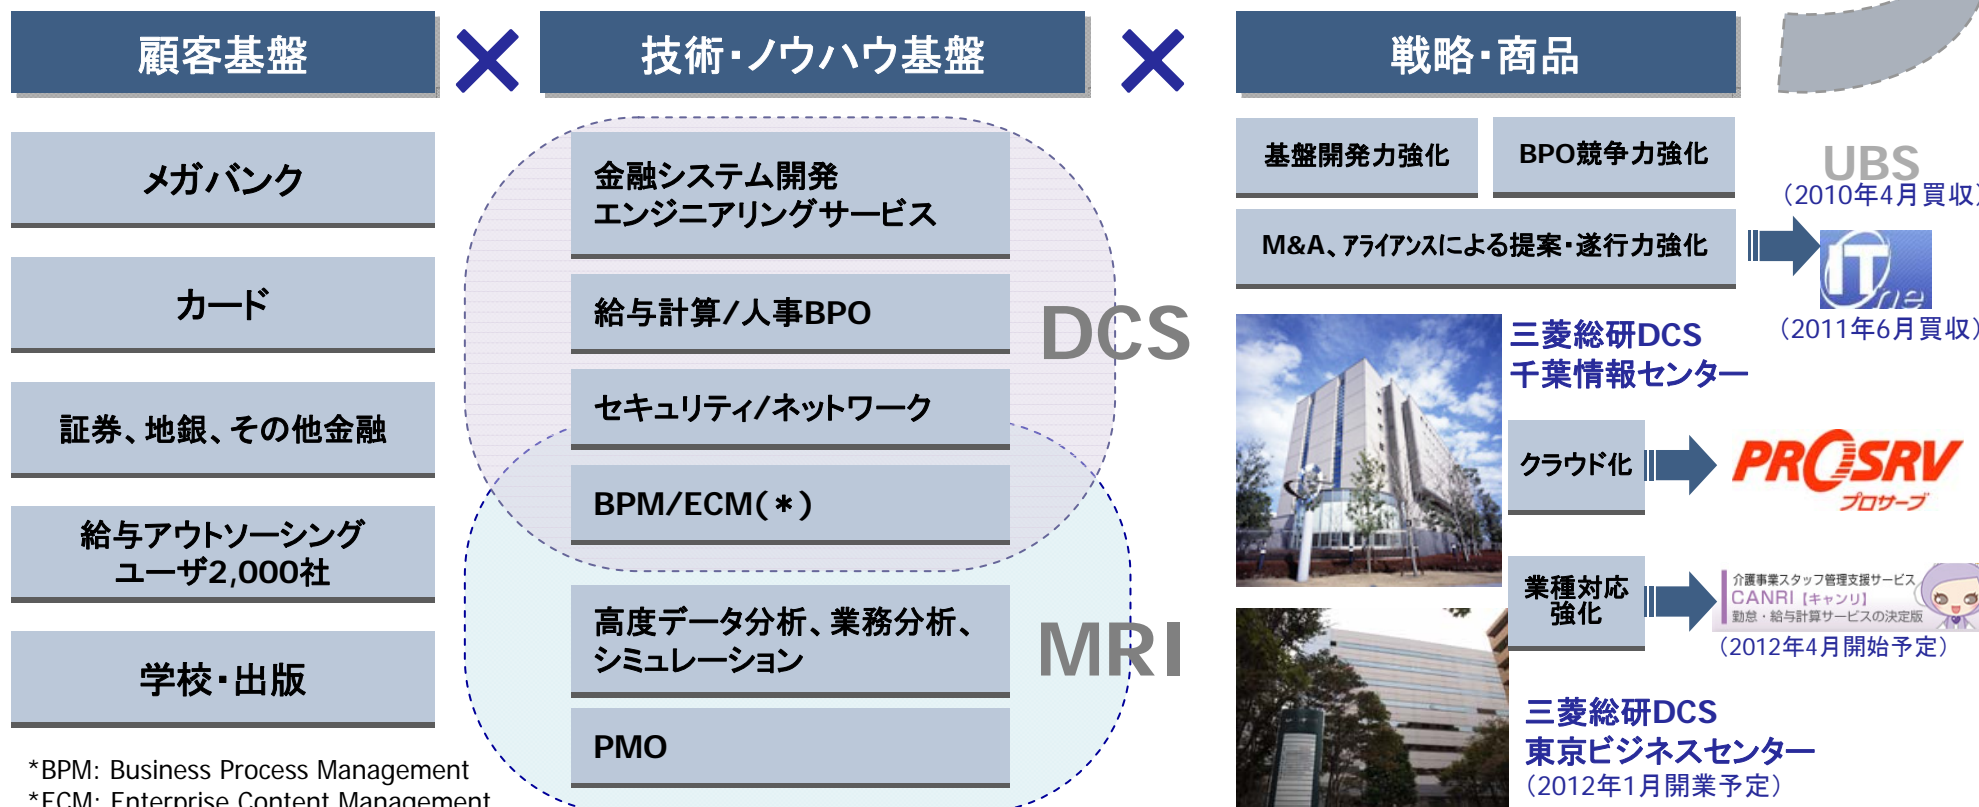 顧客基盤
×
技術・ノウハウ基盤
×
戦略・商品
メガバンク
カード
証券、地銀、その他金融
給与アウトソーシング
ユーザ2,000社
学校・出版
*BPM: Business Process Management
*ECM: Enterprise Content Management
金融システム開発
エンジニアリングサービス
給与計算/人事BPO
セキュリティ/ネットワーク
BPM/ECM(*)
高度データ分析、業務分析、
シミュレーション
PMO
DCS
MRI
基盤開発力強化
BPO競争力強化
M&A、アライアンスによる提案・遂行力強化
UBS
(2010年4月買収)
ITOne
(2011年6月買収)
三菱総研DCS
千葉情報センター
クラウド化
PROSRV
プロサーブ
業種対応
強化
介護事業スタッフ管理支援サービス
CANRI【キャンリ】
勤怠・給与計算サービスの決定版
(2012年4月開始予定)
三菱総研DCS
東京ビジネスセンター
(2012年1月開業予定)